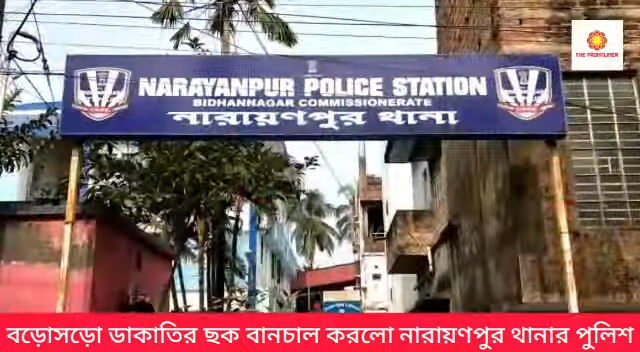 THE FRONTLINER
NARAYANPUR POLICE STATION
BIDHANNAGAR COMMISSIONERATE
নারায়ণপুর থানা
বড়োসড়ো ডাকাতির ছক বানচাল করলো নারায়ণপুর থানার পুলিশ